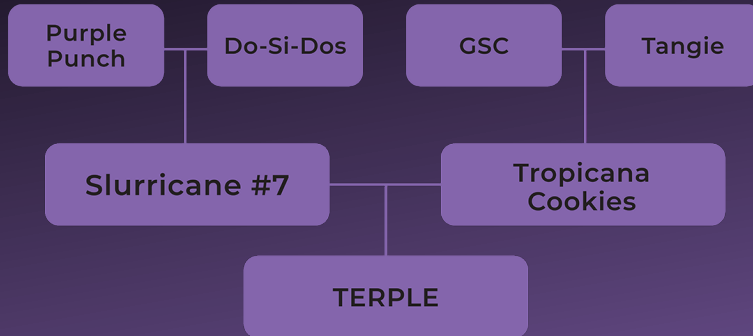 Purple
Punch
Do-Si-Dos
GSC
Tangie
Slurricane #7
Tropicana
Cookies
TERPLE